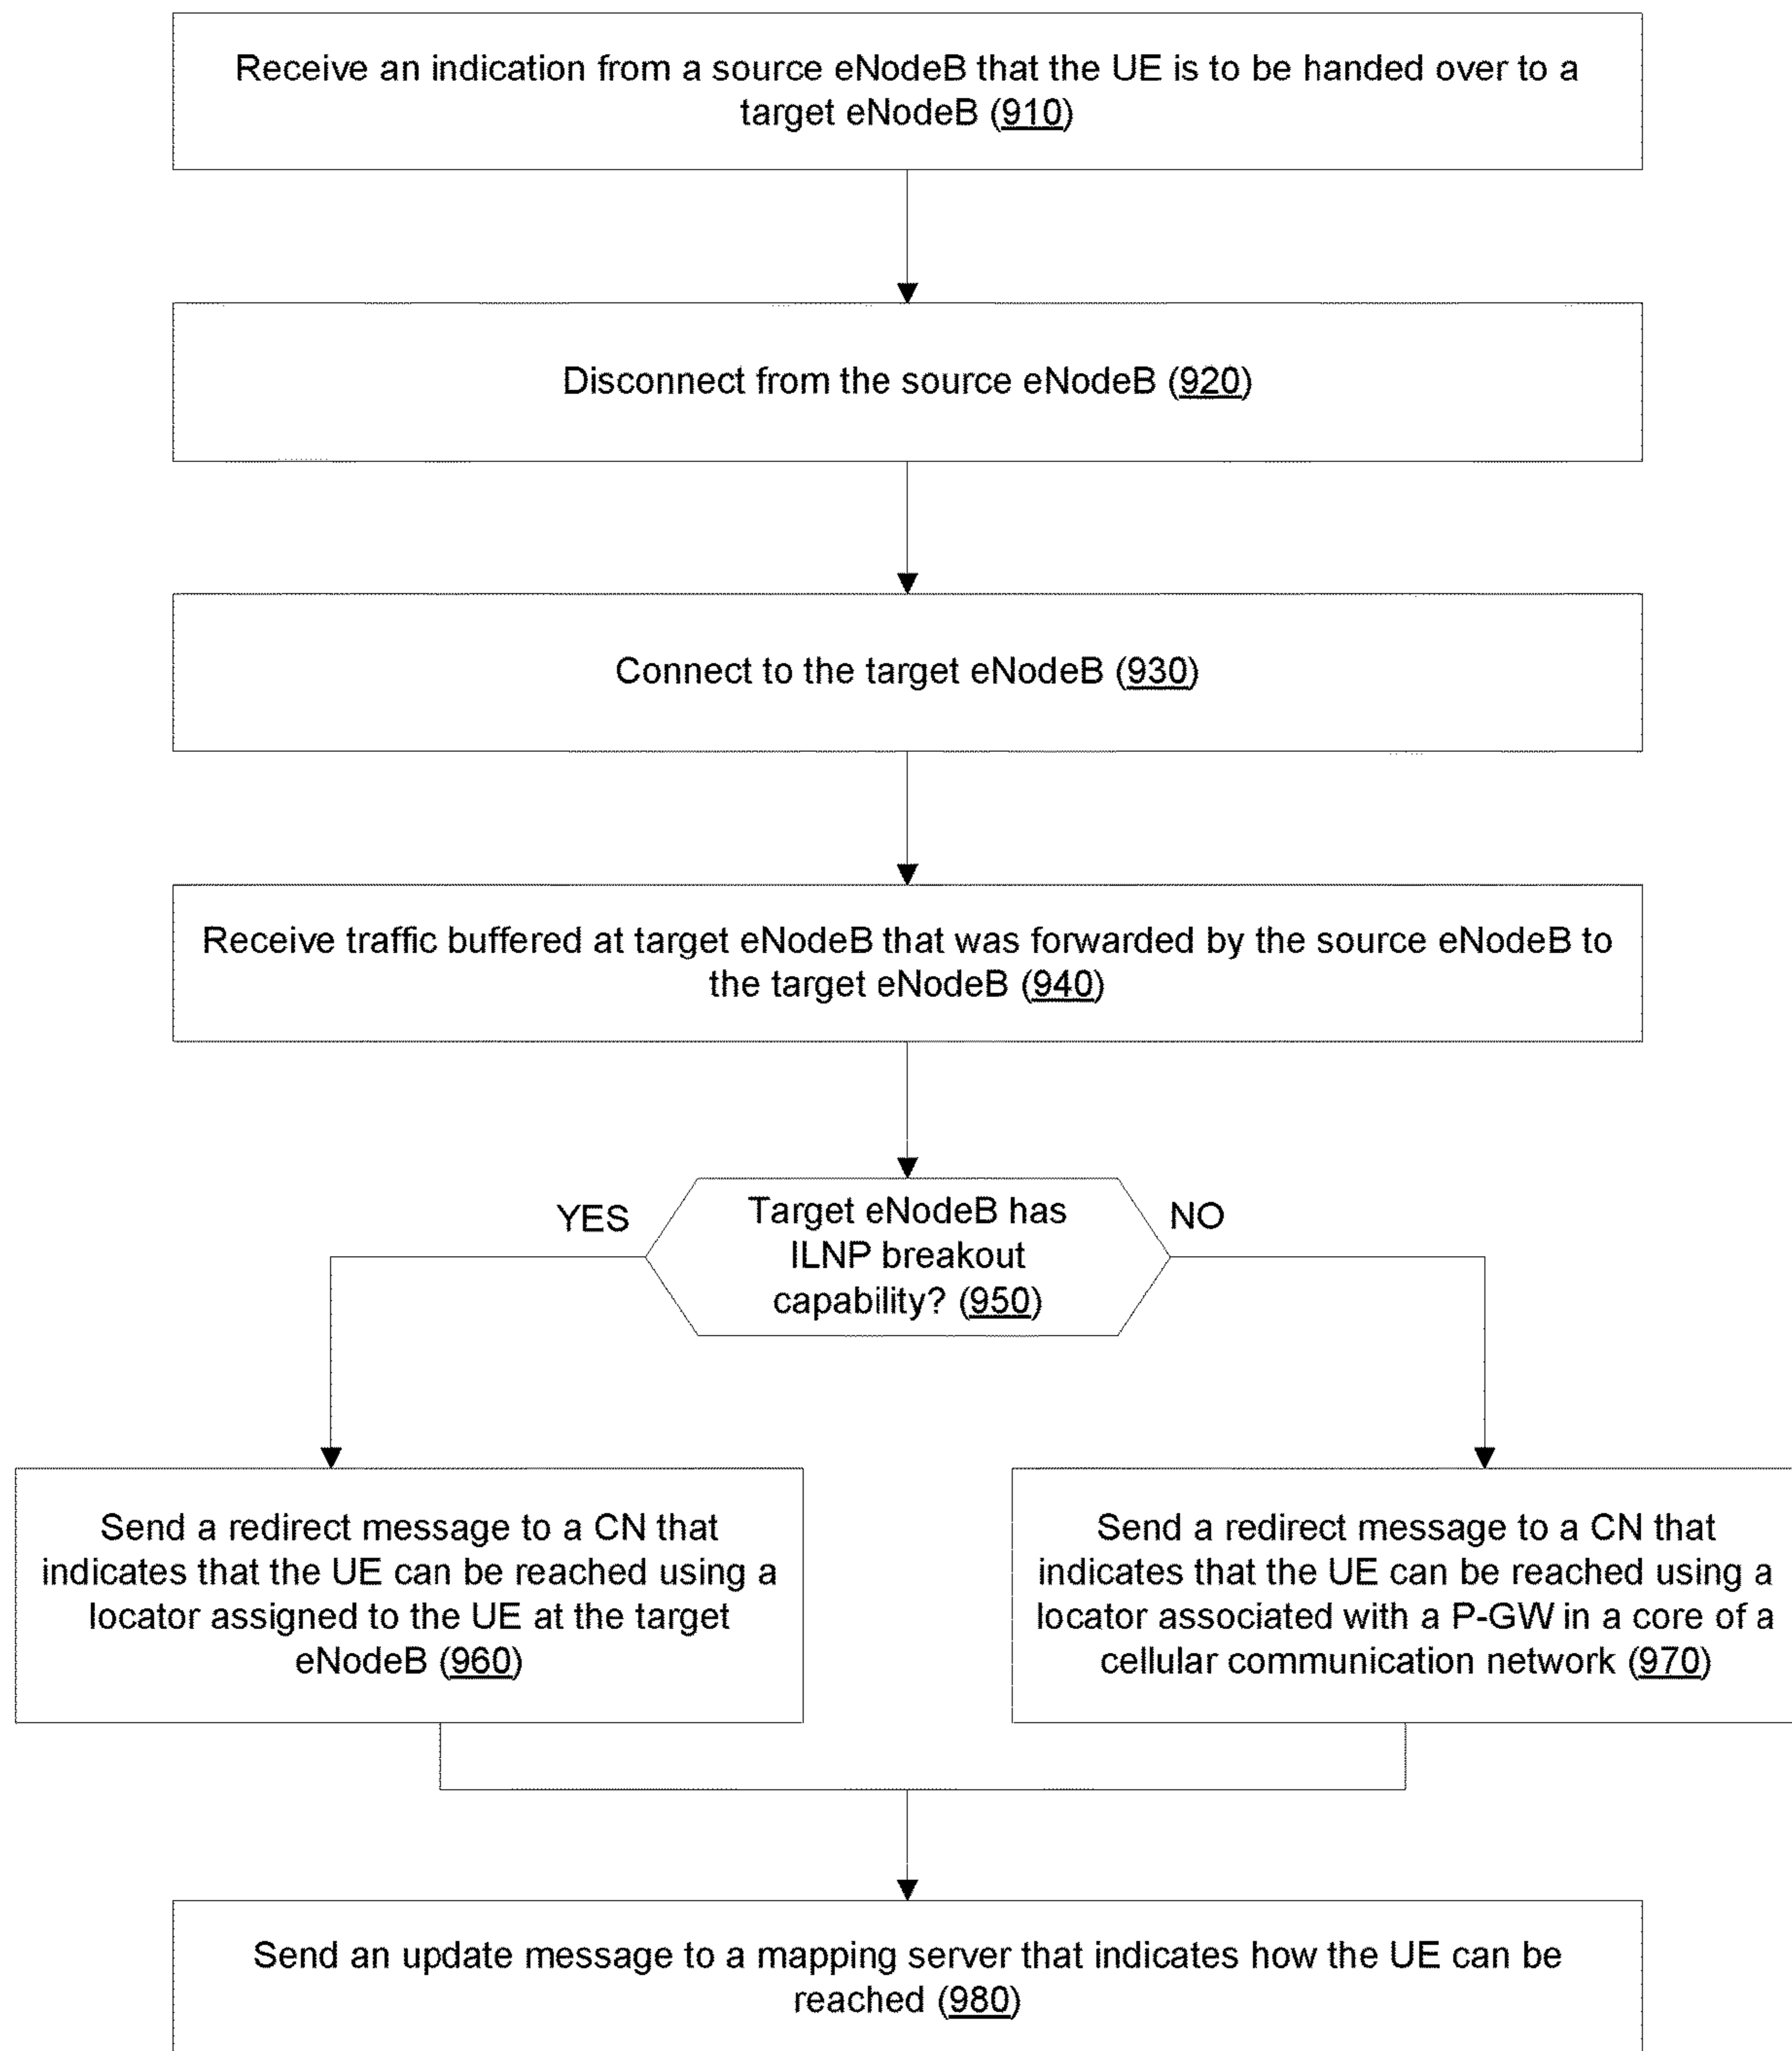 Receive an indication from a source eNodeB that the UE is to be handed over to a
target eNodeB (910)
Disconnect from the source eNodeB (920)
Connect to the target eNodeB (930)
Receive traffic buffered at target eNodeB that was forwarded by the source eNodeB to
the target eNodeB (940)
YES
Target eNodeB has
ILNP breakout
capability? (950)
NO
Send a redirect message to a CN that
indicates that the UE can be reached using a
locator assigned to the UE at the target
eNodeB (960)
Send a redirect message to a CN that
indicates that the UE can be reached using a
locator associated with a P-GW in a core of a
cellular communication network (970)
Send an update message to a mapping server that indicates how the UE can be
reached (980)